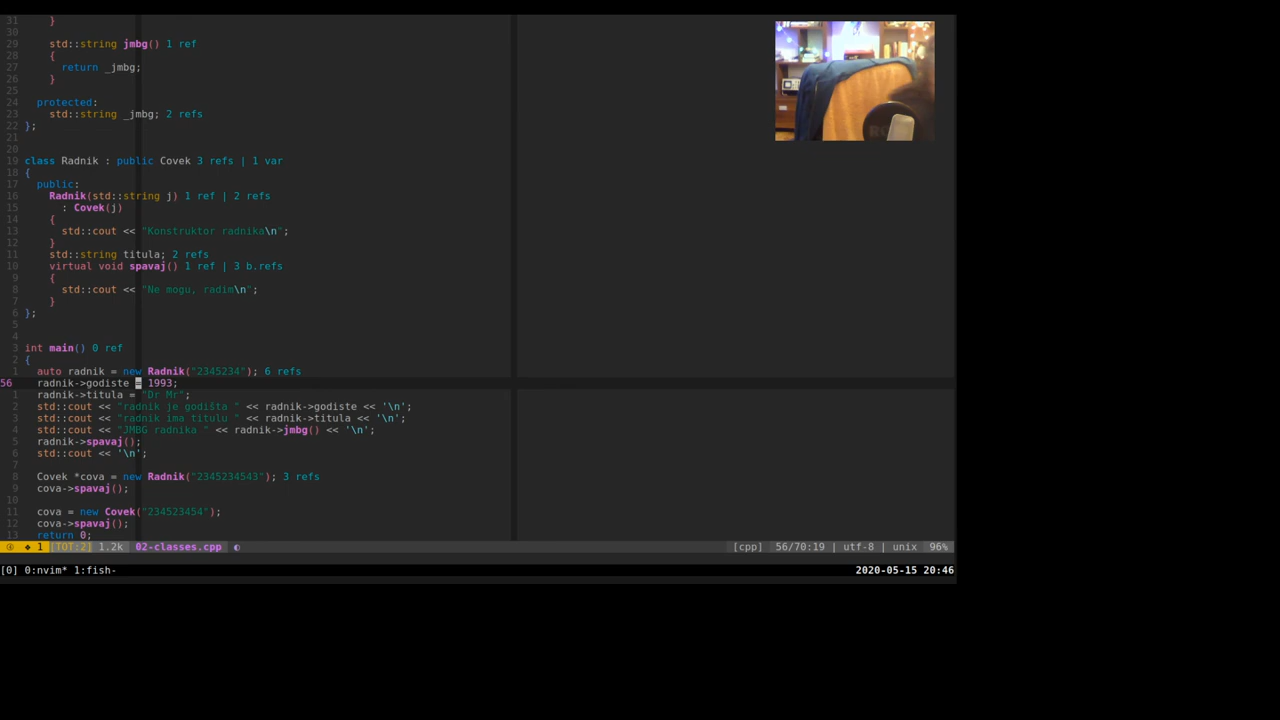 31 }
30
29 std::string jmbg() 1 ref
28 {
27 return _jmbg;
26 }
25
24 protected:
23 std::string _jmbg; 2 refs
22 };
21
20
19 class Radnik : public Covek 3 refs | 1 var
18 {
17 public:
16 Radnik(std::string j) 1 ref | 2 refs
15 : Covek(j)
14 {
13 std::cout << "Konstruktor radnika\n";
12 }
11 std::string titula; 2 refs
10 virtual void spavaj() 1 ref | 3 b.refs
9 {
8 std::cout << "Ne mogu, radim\n";
7 }
6 };
5
4
3 int main() 0 ref
2 {
1 auto radnik = new Radnik("2345234"); 6 refs
56 radnik->godiste = 1993;
1 radnik->titula = "Dr Mr";
2 std::cout << "radnik je godišta " << radnik->godiste << '\n';
3 std::cout << "radnik ima titulu " << radnik->titula << '\n';
4 std::cout << "JMBG radnika " << radnik->jmbg() << '\n';
5 radnik->spavaj();
6 std::cout << '\n';
7
8 Covek *cova = new Radnik("2345234543"); 3 refs
9 cova->spavaj();
10
11 cova = new Covek("234523454");
12 cova->spavaj();
13 return 0;
1 [TOT:2] 1.2k 02-classes.cpp [cpp] 56/70:19 | utf-8 | unix 96%
[0] 0:nvim* 1:fish- 2020-05-15 20:46